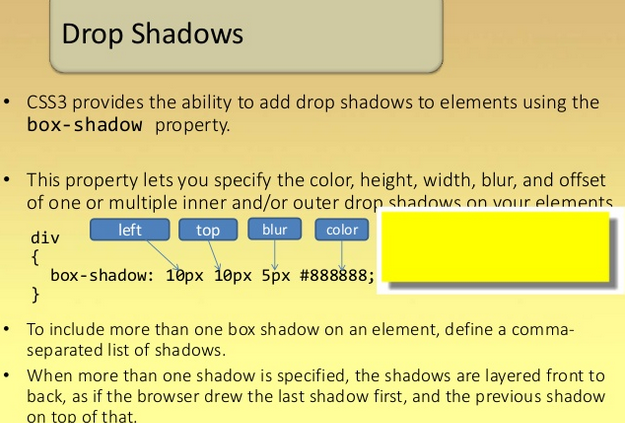 Drop Shadows
• CSS3 provides the ability to add drop shadows to elements using the
box-shadow property.
• This property lets you specify the color, height, width, blur, and offset
of one or multiple inner and/or outer drop shadows on your elements
left top blur color
div
{
box-shadow: 10px 10px 5px #888888;
}
• To include more than one box shadow on an element, define a comma-
separated list of shadows.
• When more than one shadow is specified, the shadows are layered front to
back, as if the browser drew the last shadow first, and the previous shadow
on top of that.